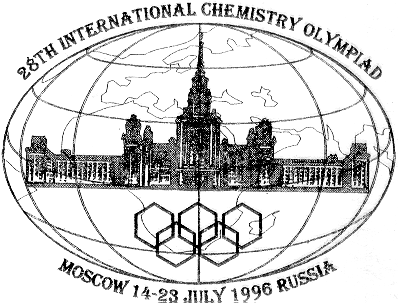 28TH INTERNATIONAL CHEMISTRY OLYMPIAD
MOSCOW 14-23 JULY 1996 RUSSIA